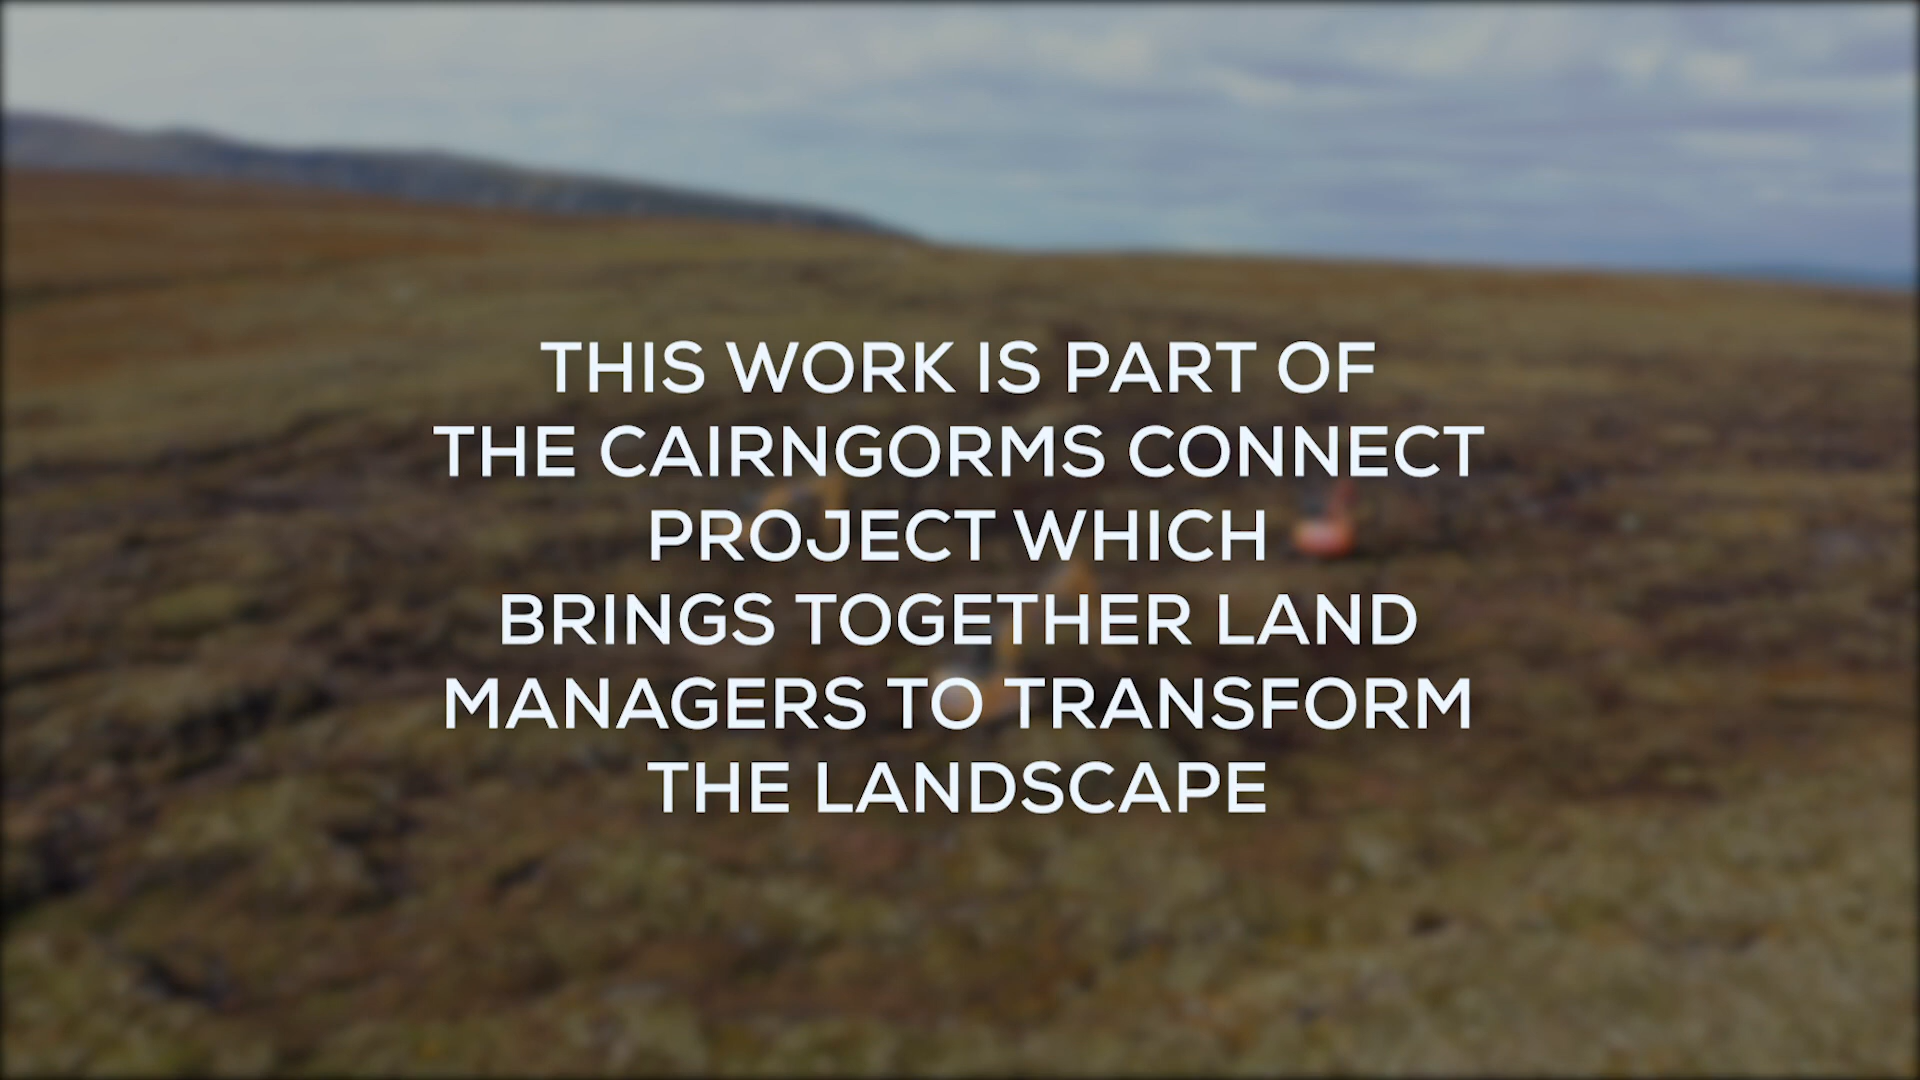 THIS WORK IS PART OF
THE CAIRNGORMS CONNECT
PROJECT WHICH
BRINGS TOGETHER LAND
MANAGERS TO TRANSFORM
THE LANDSCAPE